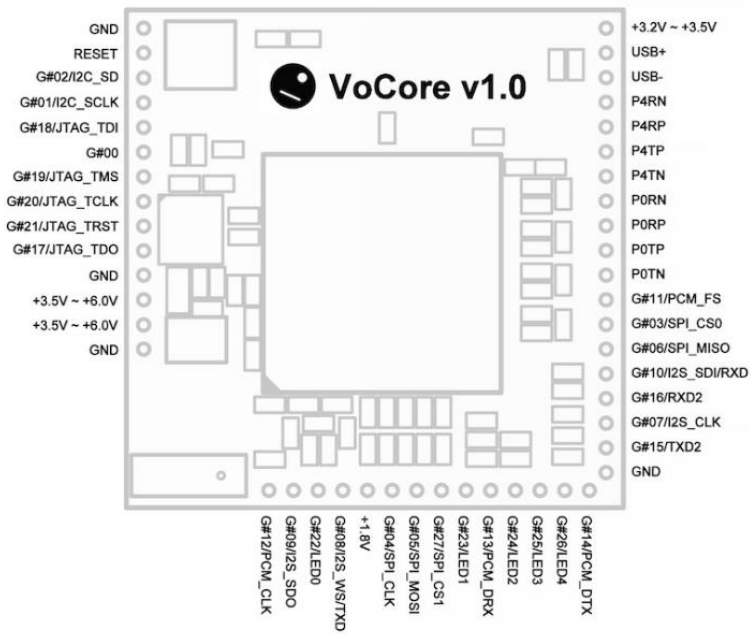 VoCore v1.0
GND
RESET
G#02/I2C_SD
G#01/I2C_SCLK
G#18/JTAG_TDI
G#00
G#19/JTAG_TMS
G#20/JTAG_TCLK
G#21/JTAG_TRST
G#17/JTAG_TDO
GND
+3.5V ~ +6.0V
+3.5V ~ +6.0V
GND
+3.2V ~ +3.5V
USB+
USB-
P4RN
P4RP
P4TP
P4TN
P0RN
P0RP
P0TP
P0TN
G#11/PCM_FS
G#03/SPI_CS0
G#06/SPI_MISO
G#10/I2S_SDI/RXD
G#16/RXD2
G#07/I2S_CLK
G#15/TXD2
GND
G#12/PCM_CLK
G#09/I2S_SDO
G#22/LED0
G#08/I2S_WS/TXD
+1.8V
G#04/SPI_CLK
G#05/SPI_MOSI
G#27/SPI_CS1
G#23/LED1
G#13/PCM_DRX
G#24/LED2
G#25/LED3
G#26/LED4
G#14/PCM_DTX